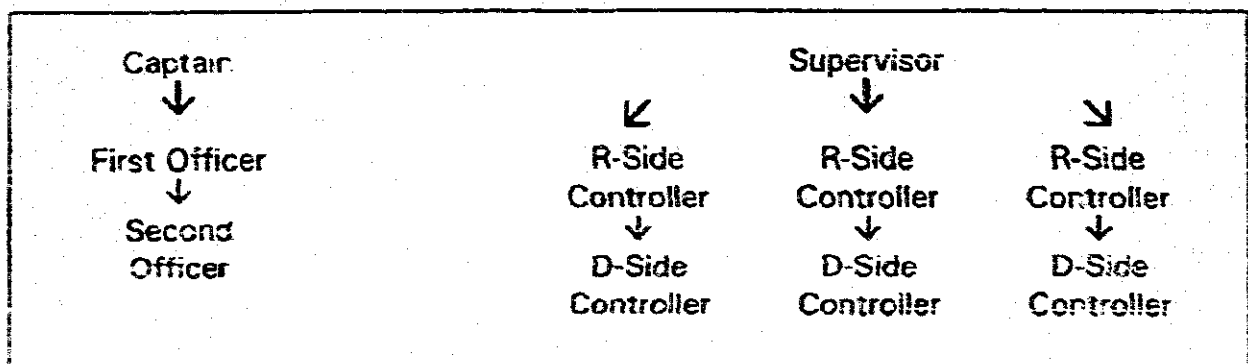 Captain
First Officer
Second
Officer
Supervisor
R-Side
Controller
D-Side
Controller
R-Side
Controller
D-Side
Controller
R-Side
Controller
D-Side
Controller